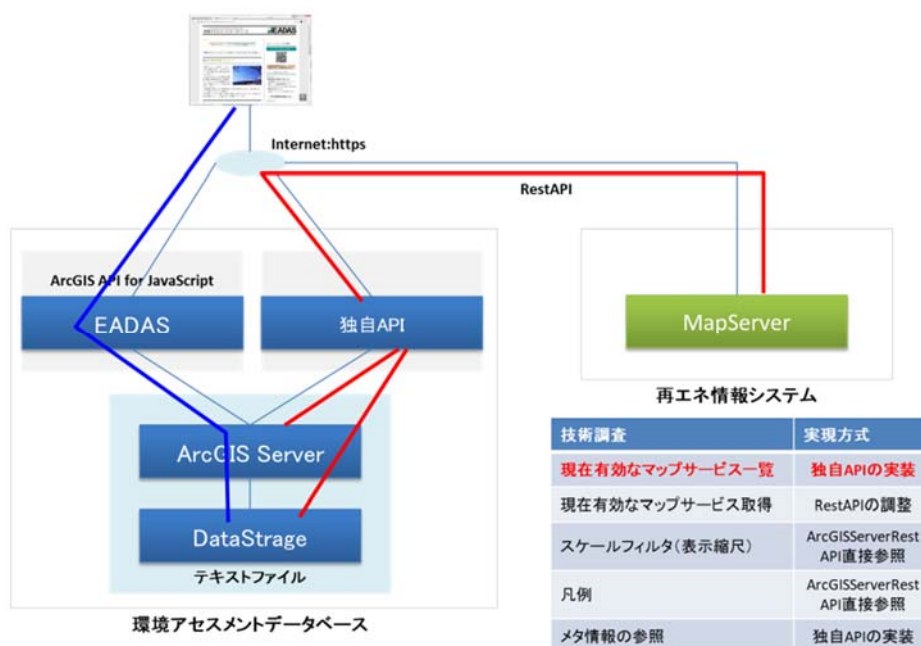 EADAS
Internet:https
RestAPI
ArcGIS API for JavaScript
EADAS
独自API
MapServer
再エネ情報システム
ArcGIS Server
DataStrage
テキストファイル
環境アセスメントデータベース
技術調査 実現方式
現在有効なマップサービス一覧 独自APIの実装
現在有効なマップサービス取得 RestAPIの調整
スケールフィルタ(表示縮尺) ArcGISServerRest
API直接参照
凡例 ArcGISServerRest
API直接参照
メタ情報の参照 独自APIの実装